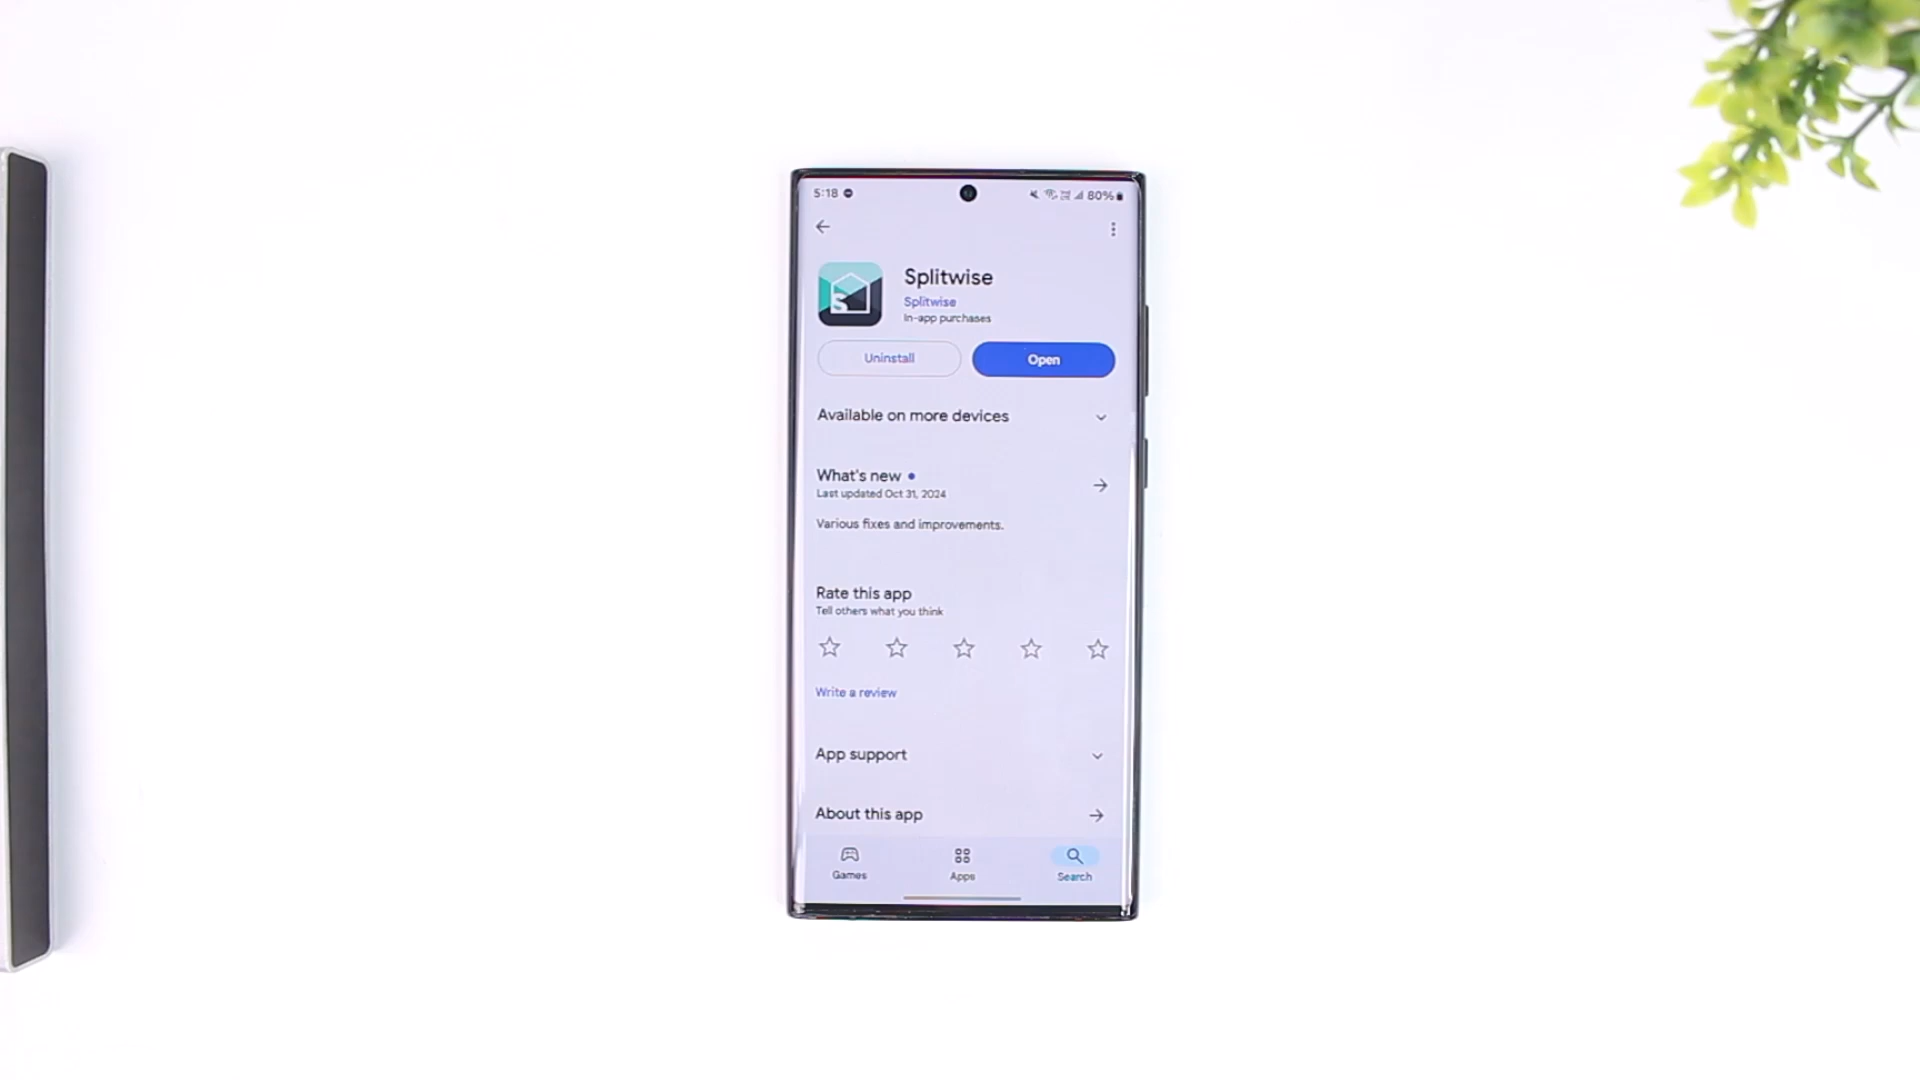 5:18
80%
Splitwise
Splitwise
In-app purchases
Uninstall
Open
Available on more devices
What's new
Last updated Oct 31, 2024
Various fixes and improvements.
Rate this app
Tell others what you think
Write a review
App support
About this app
Games
Apps
Search